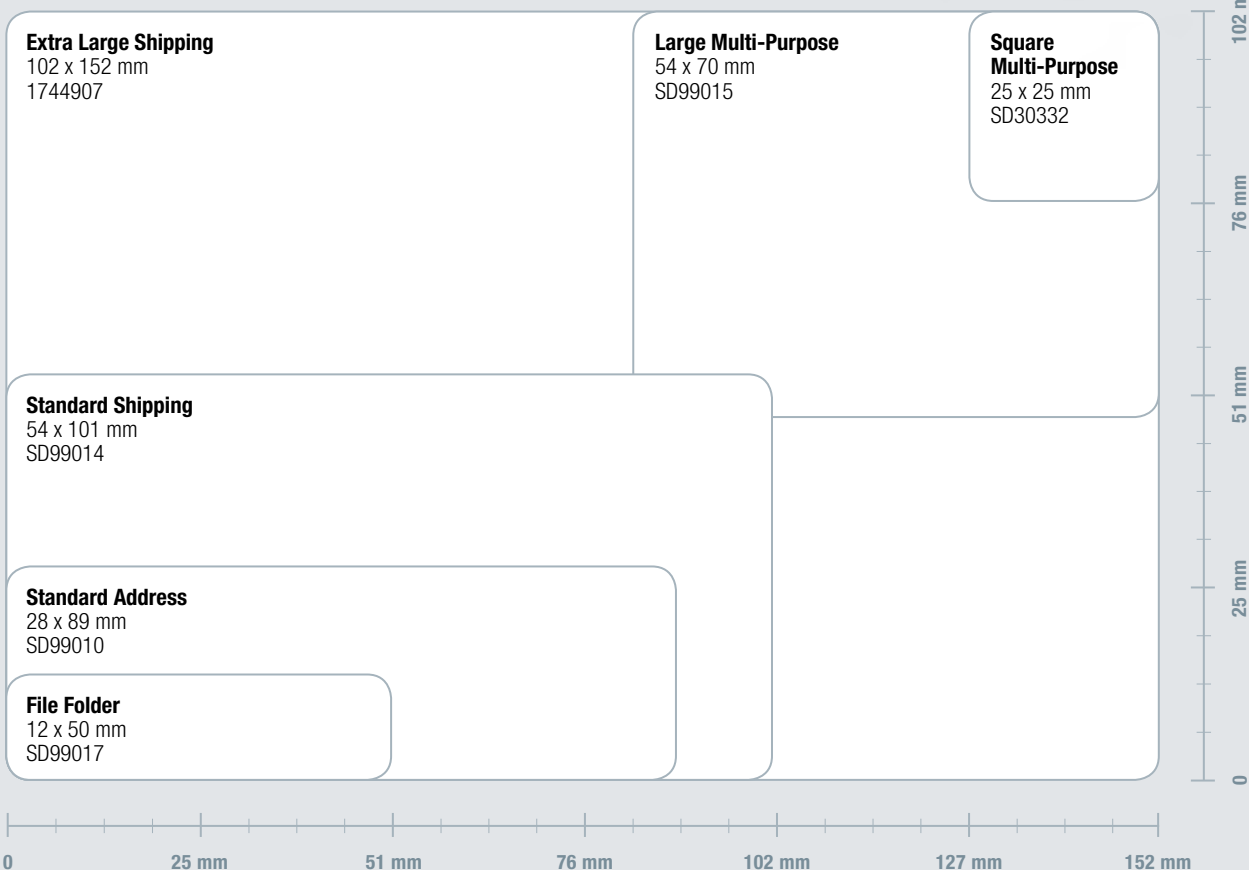 Extra Large Shipping
102 x 152 mm
1744907
Large Multi-Purpose
54 x 70 mm
SD99015
Square
Multi-Purpose
25 x 25 mm
SD30332
Standard Shipping
54 x 101 mm
SD99014
Standard Address
28 x 89 mm
SD99010
File Folder
12 x 50 mm
SD99017
102 m
76 mm
51 mm
25 mm
0
0
25 mm
51 mm
76 mm
102 mm
127 mm
152 mm